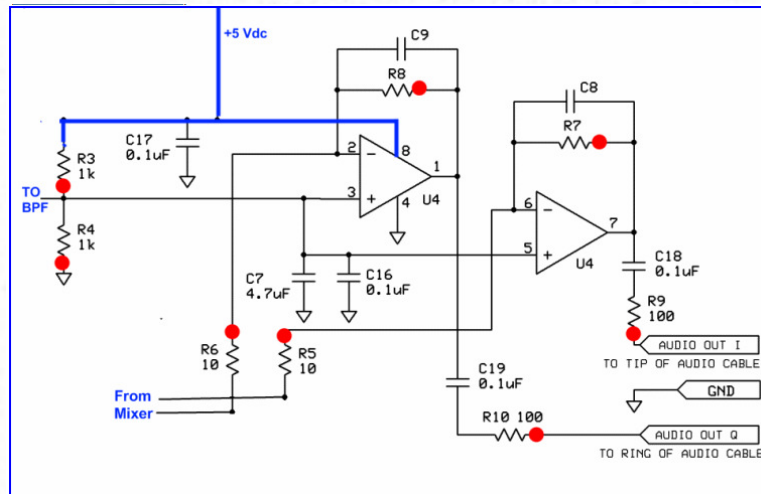 +5 Vdc
C9
R8
C8
C17
0.1uF
8
R7
R3
1k
2
−
1
TO
BPF
3
+
U4
4
6
−
7
R4
1k
5
+
U4
C18
0.1uF
C7
4.7uF
C16
0.1uF
R9
100
R6
10
R5
10
AUDIO OUT I
TO TIP OF AUDIO CABLE
C19
0.1uF
From
Mixer
GND
R10 100
AUDIO OUT Q
TO RING OF AUDIO CABLE